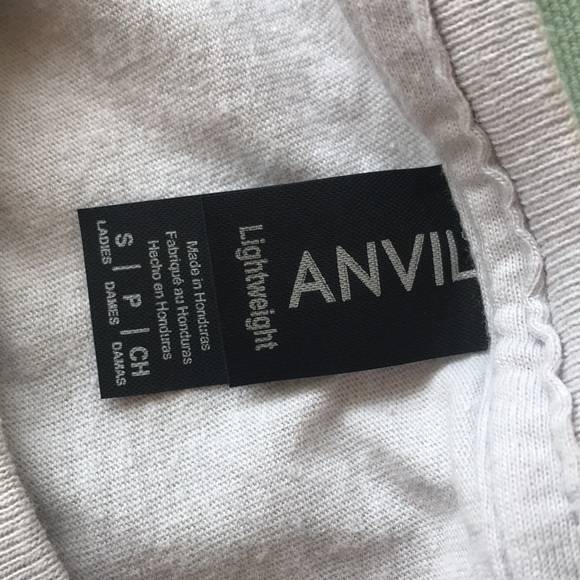 ANVIL
Lightweight
Made in Honduras
Fabriqué au Honduras
Hecho en Honduras
S | P | CH
LADIES DAMES DAMAS